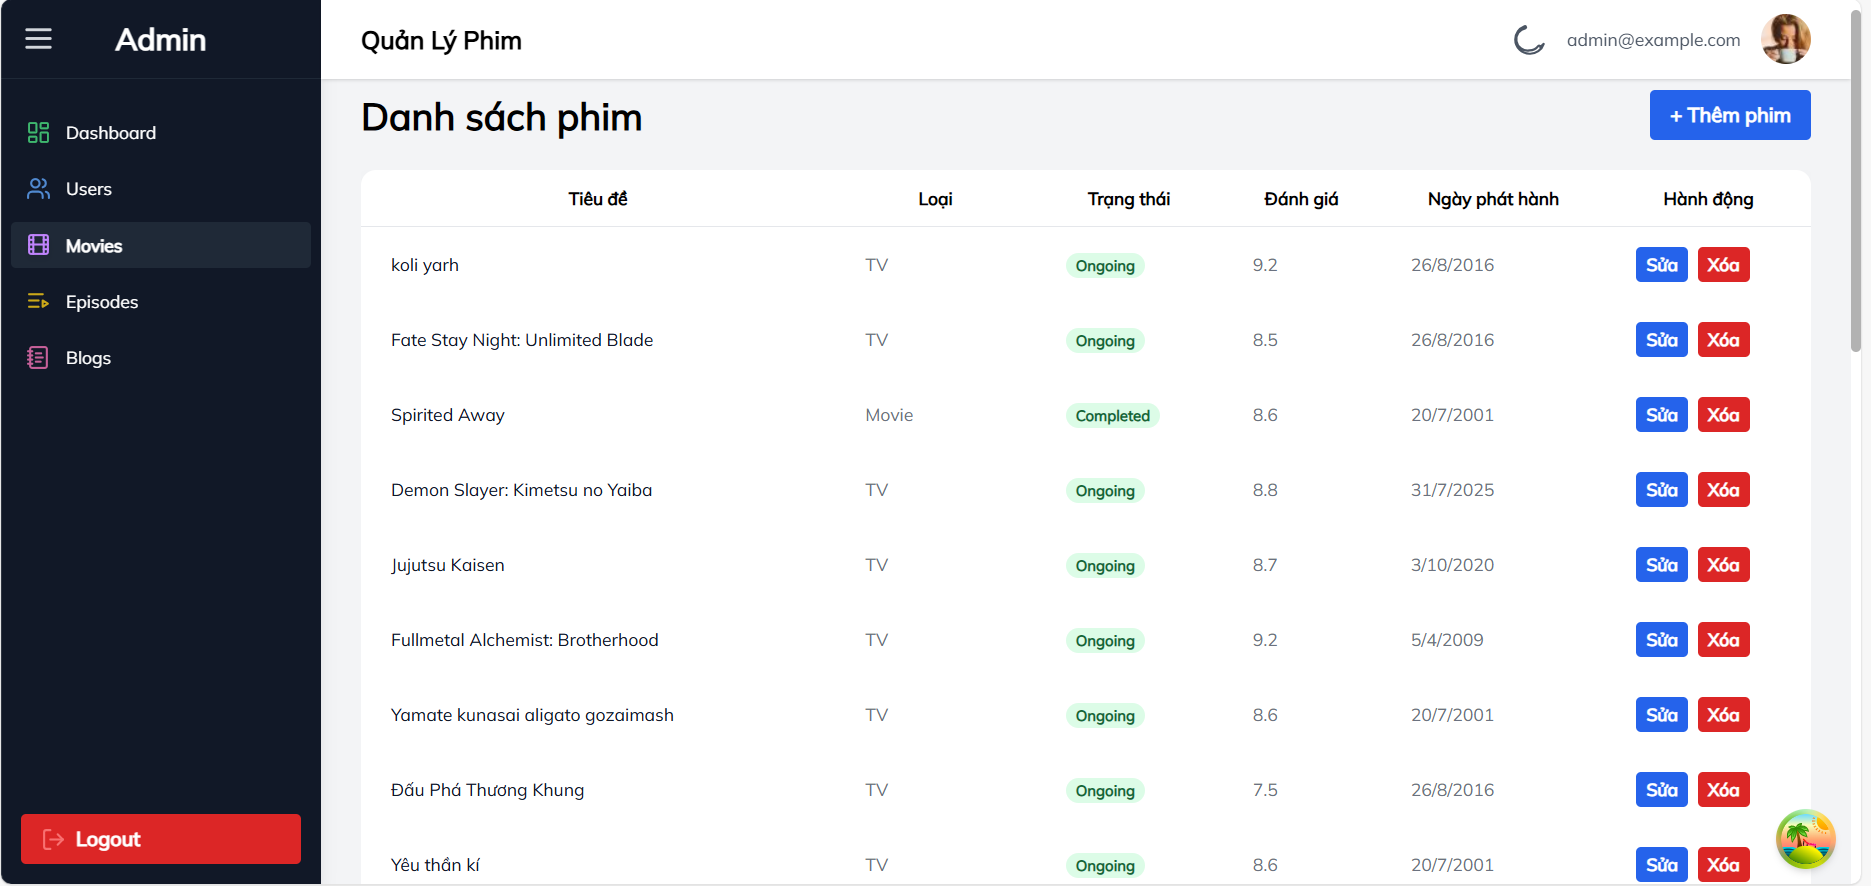 Admin
Quản Lý Phim
admin@example.com
Dashboard
Users
Movies
Episodes
Blogs
Logout
Danh sách phim
+ Thêm phim
Tiêu đề Loại Trạng thái Đánh giá Ngày phát hành Hành động
koli yarh TV Ongoing 9.2 26/8/2016 Sửa Xóa
Fate Stay Night: Unlimited Blade TV Ongoing 8.5 26/8/2016 Sửa Xóa
Spirited Away Movie Completed 8.6 20/7/2001 Sửa Xóa
Demon Slayer: Kimetsu no Yaiba TV Ongoing 8.8 31/7/2025 Sửa Xóa
Jujutsu Kaisen TV Ongoing 8.7 3/10/2020 Sửa Xóa
Fullmetal Alchemist: Brotherhood TV Ongoing 9.2 5/4/2009 Sửa Xóa
Yamate kunasai aligato gozaimash TV Ongoing 8.6 20/7/2001 Sửa Xóa
Đấu Phá Thương Khung TV Ongoing 7.5 26/8/2016 Sửa Xóa
Yêu thần kí TV Ongoing 8.6 20/7/2001 Sửa Xóa